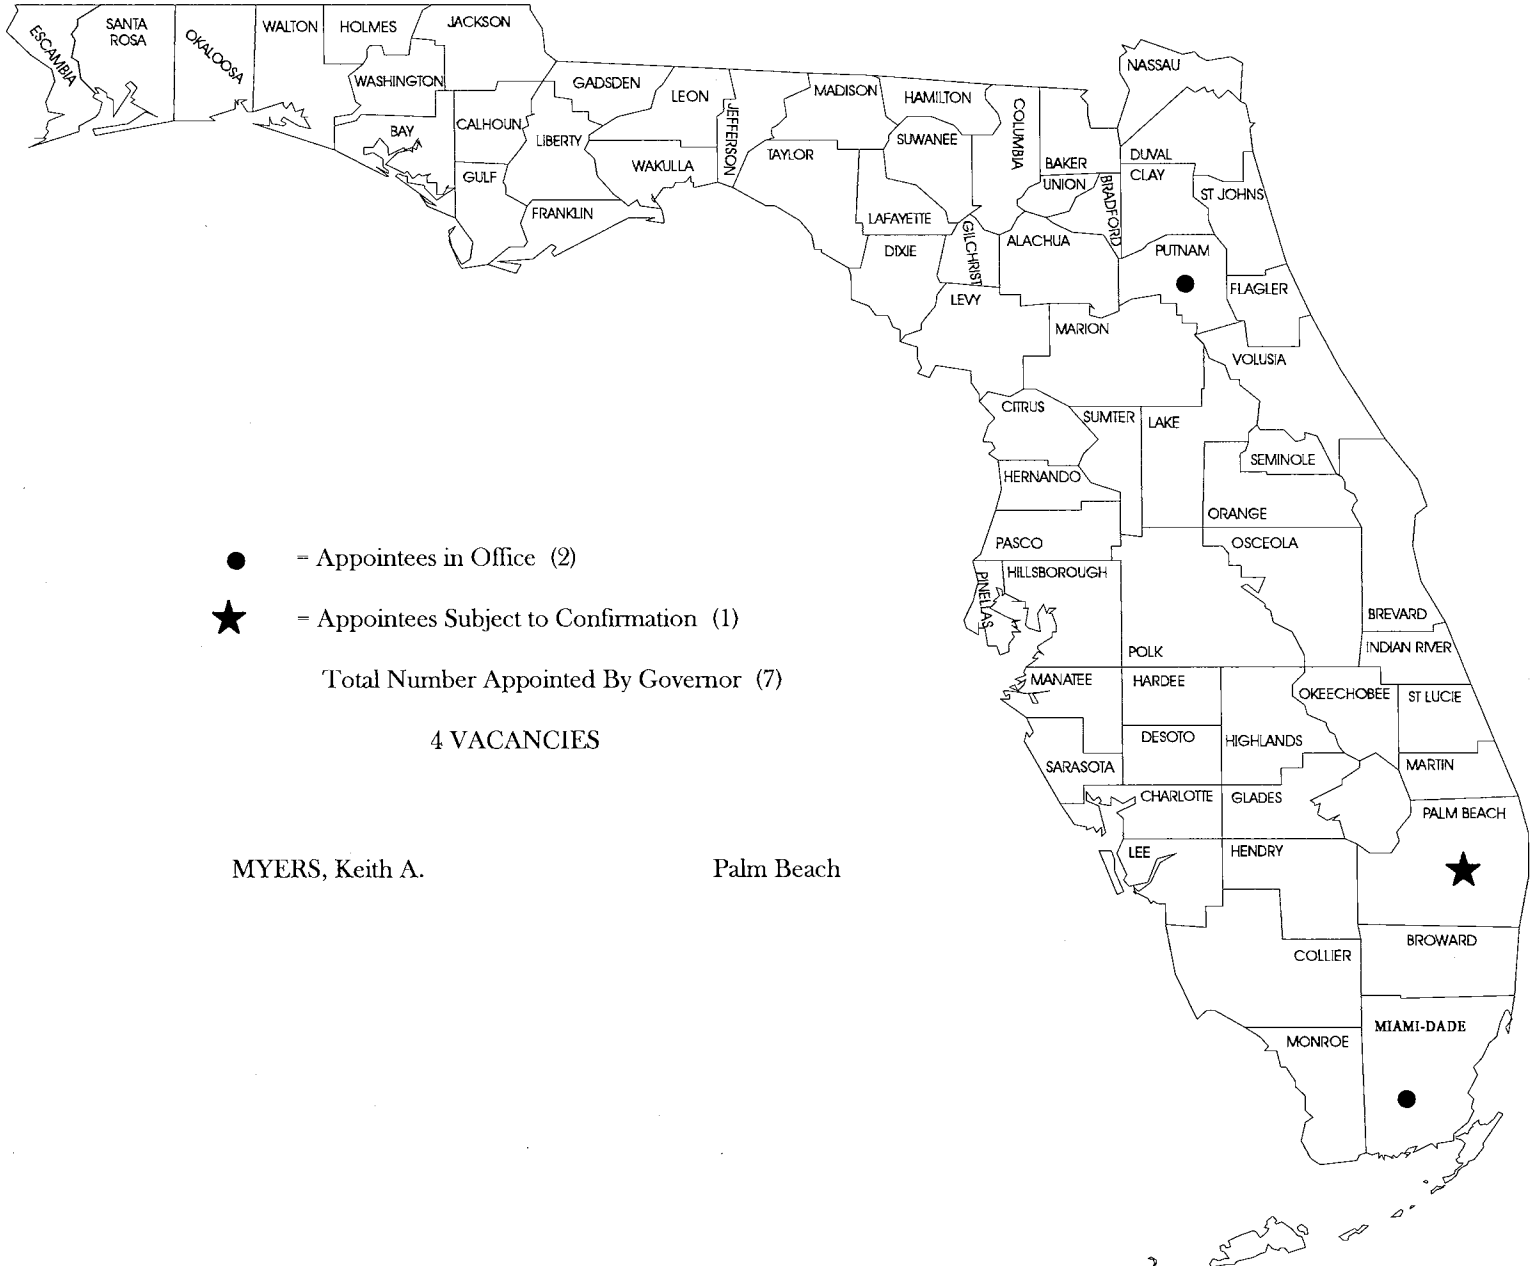 ESCAMBIA
SANTA
ROSA
OKALOOSA
WALTON
HOLMES
JACKSON
WASHINGTON
BAY
CALHOUN
GULF
LIBERTY
GADSDEN
LEON
WAKULLA
FRANKLIN
JEFFERSON
MADISON
TAYLOR
HAMILTON
SUWANEE
LAFAYETTE
DIXIE
COLUMBIA
GILCHRIST
LEVY
BAKER
UNION
BRADFORD
ALACHUA
NASSAU
DUVAL
CLAY
ST JOHNS
PUTNAM
FLAGLER
MARION
VOLUSIA
CITRUS
SUMTER
LAKE
SEMINOLE
HERNANDO
ORANGE
PASCO
OSCEOLA
PINELLAS
HILLSBOROUGH
POLK
BREVARD
INDIAN RIVER
MANATEE
HARDEE
OKEECHOBEE
ST LUCIE
DESOTO
HIGHLANDS
SARASOTA
MARTIN
CHARLOTTE
GLADES
PALM BEACH
LEE
HENDRY
COLLIER
BROWARD
MIAMI-DADE
MONROE
= Appointees in Office (2)
= Appointees Subject to Confirmation (1)
Total Number Appointed By Governor (7)
4 VACANCIES
MYERS, Keith A. Palm Beach